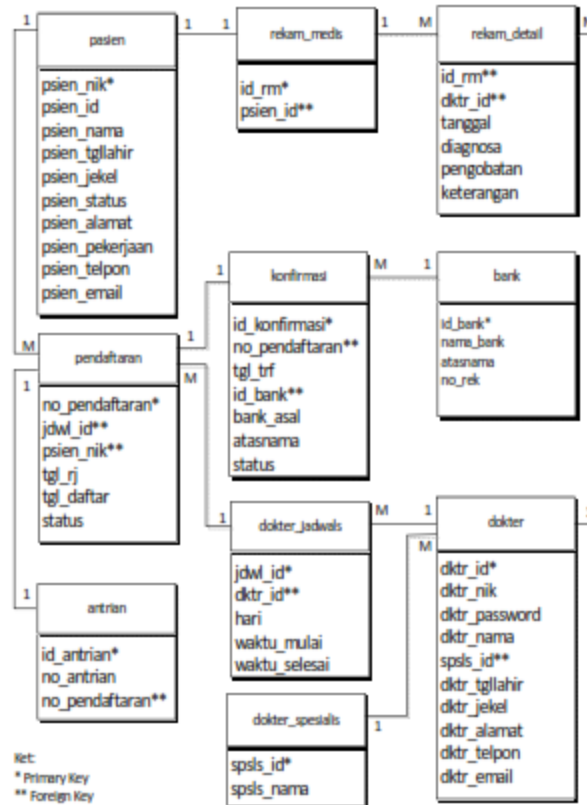 1
pasien
psien_nik*
psien_id
psien_nama
psien_tgllahir
psien_jekel
psien_status
psien_alamat
psien_pekerjaan
psien_telpon
psien_email
1
1
rekam_medis
id_rm*
psien_id**
1
M
rekam_detail
id_rm**
dktr_id**
tanggal
diagnosa
pengobatan
keterangan
M
M
pendaftaran
no_pendaftaran*
jdwl_id**
psien_nik**
tgl_rj
tgl_daftar
status
1
1
M
1
konfirmasi
id_konfirmasi*
no_pendaftaran**
tgl_trf
id_bank**
bank_asal
atasnama
status
M
1
bank
id_bank*
nama_bank
atasnama
no_rek
1
antrian
id_antrian*
no_antrian
no_pendaftaran**
1
dokter_jadwals
jdwl_id*
dktr_id**
hari
waktu_mulai
waktu_selesai
M
1
M
dokter
dktr_id*
dktr_nik
dktr_password
dktr_nama
spsls_id**
dktr_tgllahir
dktr_jekel
dktr_alamat
dktr_telpon
dktr_email
1
dokter_spesialis
spsls_id*
spsls_nama
1
Ket:
* Primary Key
** Foreign Key